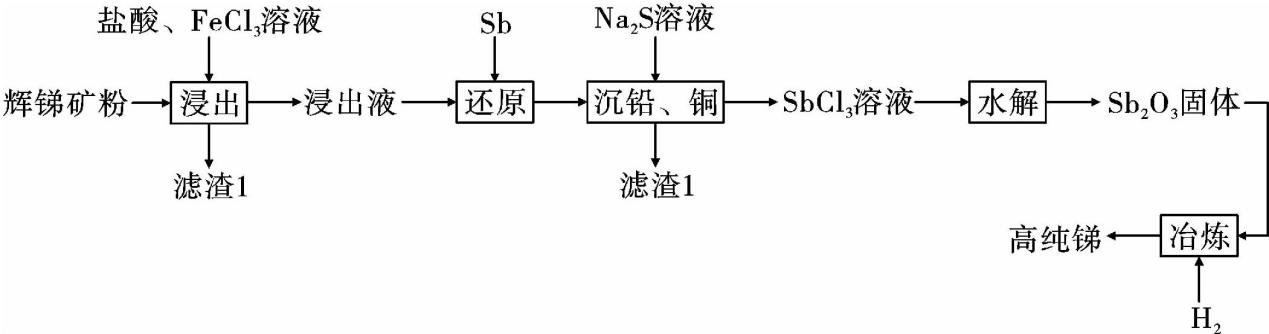 盐酸、FeCl₃溶液
Sb
Na₂S溶液
辉锑矿粉
浸出
浸出液
还原
沉铅、铜
SbCl₃溶液
水解
Sb₂O₃固体
滤渣1
滤渣1
高纯锑
冶炼
H₂